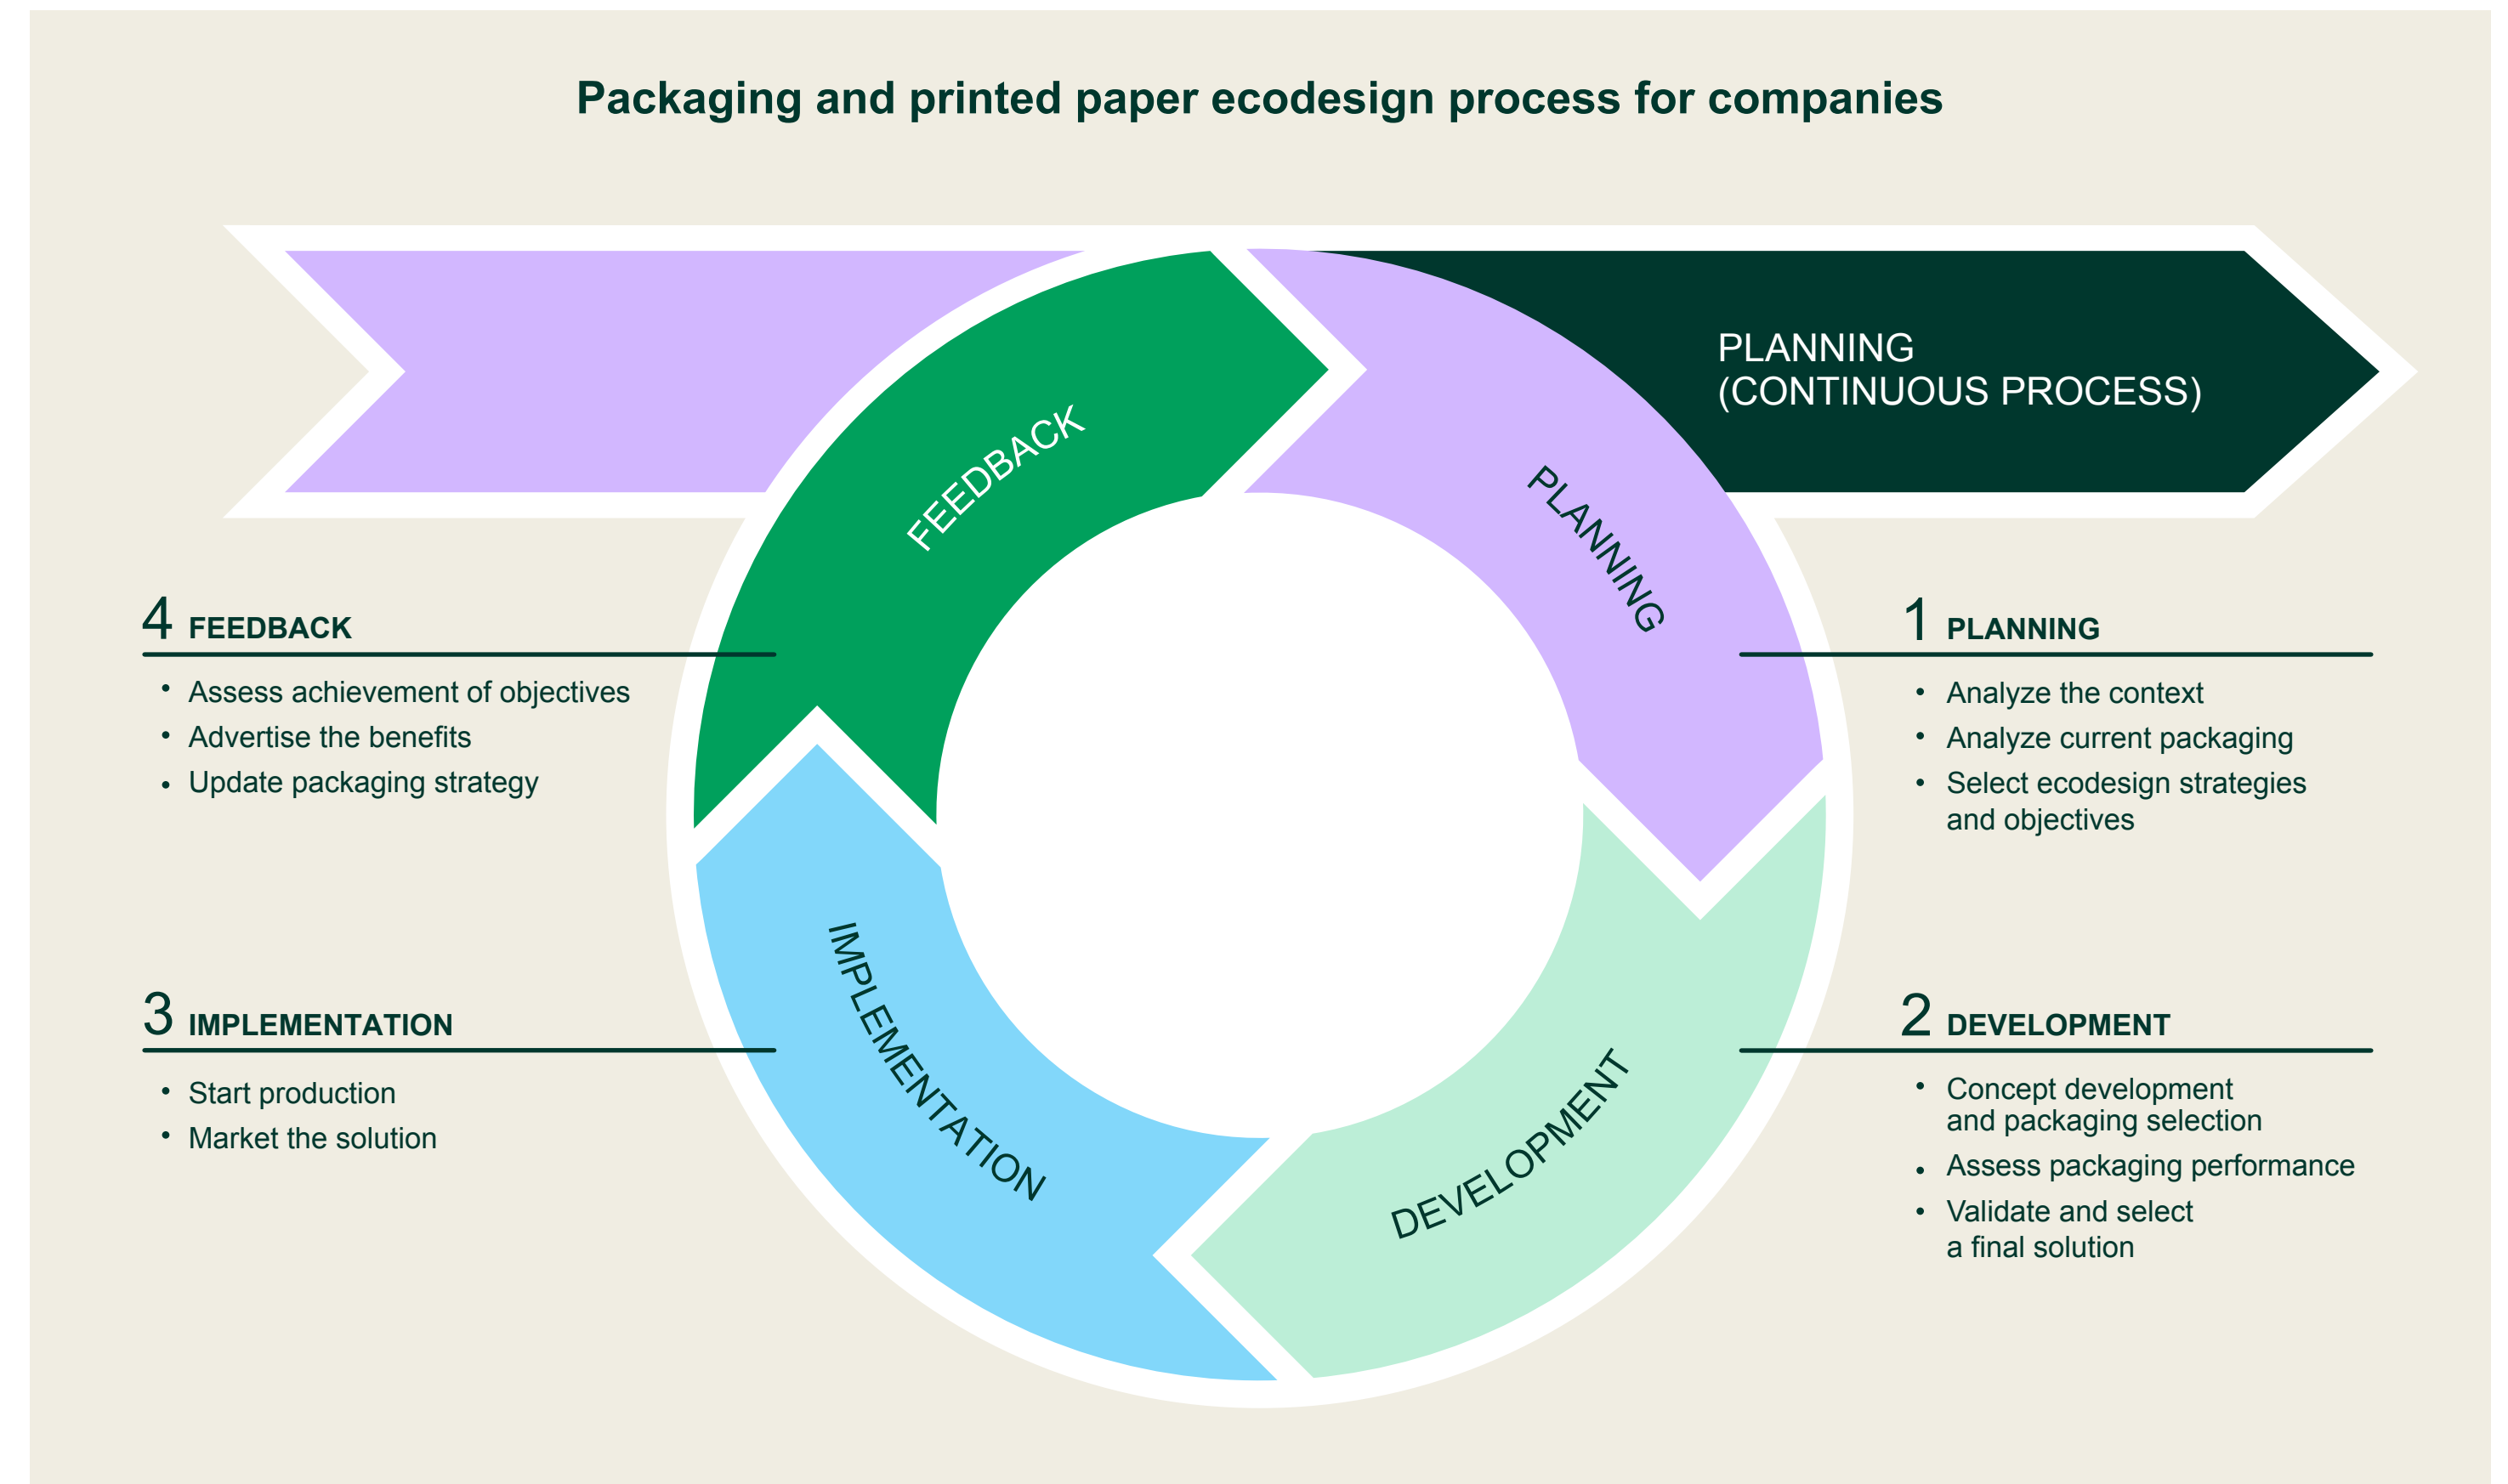 Packaging and printed paper ecodesign process for companies
PLANNING
(CONTINUOUS PROCESS)
FEEDBACK
PLANNING
IMPLEMENTATION
DEVELOPMENT
1 PLANNING
• Analyze the context
• Analyze current packaging
• Select ecodesign strategies
and objectives
2 DEVELOPMENT
• Concept development
and packaging selection
• Assess packaging performance
• Validate and select
a final solution
3 IMPLEMENTATION
• Start production
• Market the solution
4 FEEDBACK
• Assess achievement of objectives
• Advertise the benefits
• Update packaging strategy